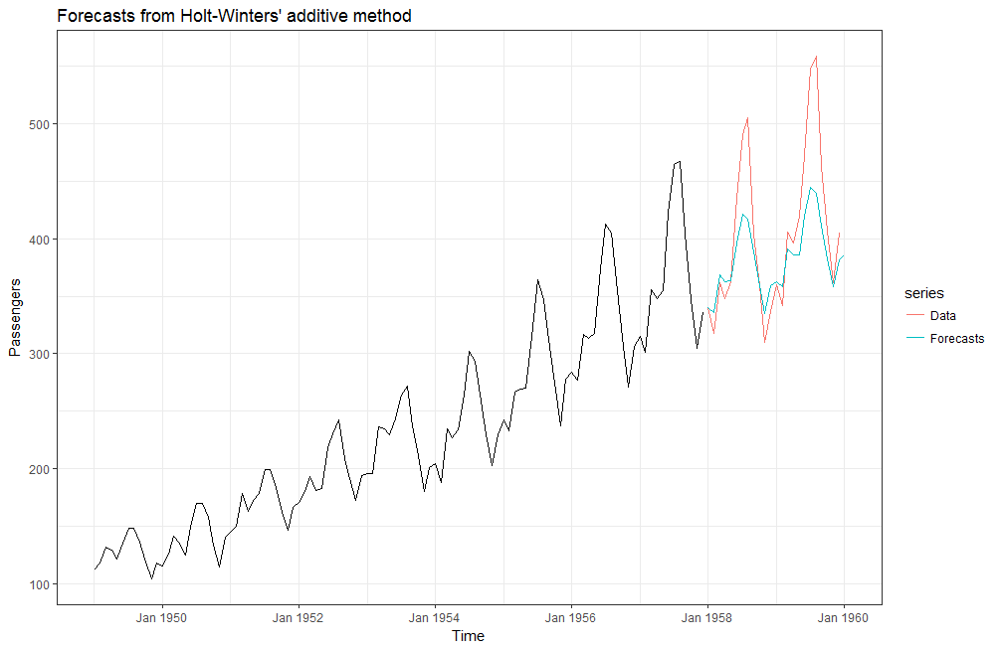 Forecasts from Holt-Winters' additive method
500
400
300
200
100
Passengers
Jan 1950
Jan 1952
Jan 1954
Jan 1956
Jan 1958
Jan 1960
Time
series
Data
Forecasts